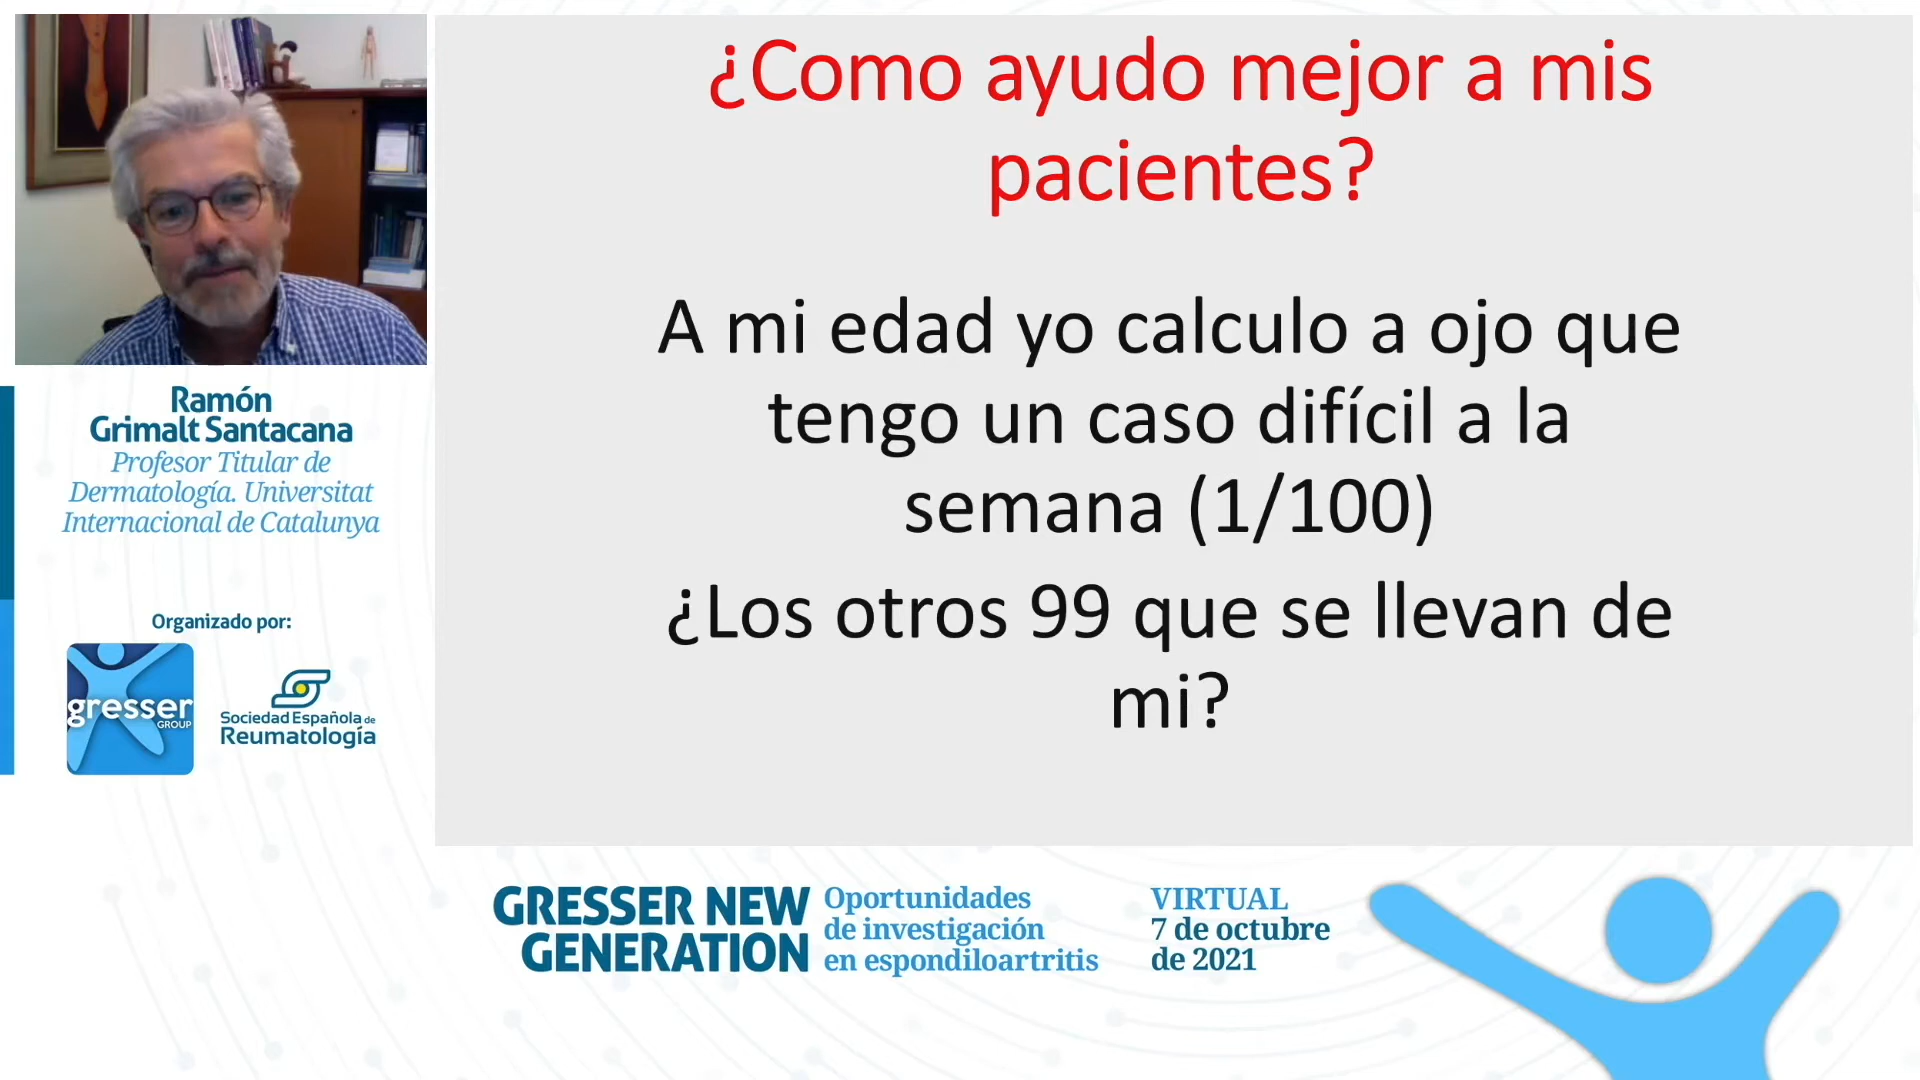 ¿Como ayudo mejor a mis
pacientes?
A mi edad yo calculo a ojo que
tengo un caso difícil a la
semana (1/100)
¿Los otros 99 que se llevan de
mi?
Ramón
Grimalt Santacana
Profesor Titular de
Dermatología. Universitat
Internacional de Catalunya
Organizado por:
gresser
GROUP
Sociedad Española de
Reumatología
GRESSER NEW
GENERATION
Oportunidades
de investigación
en espondiloartritis
VIRTUAL
7 de octubre
de 2021